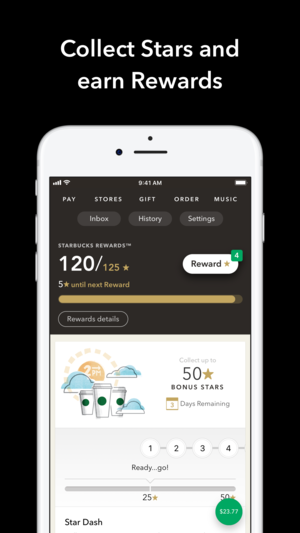 Collect Stars and
earn Rewards
9:41 AM
PAY STORES GIFT ORDER MUSIC
Inbox History Settings
STARBUCKS REWARDS™
120/125★
Reward★ 4
5★until next Reward
Rewards details
Collect up to
50★
BONUS STARS
Days Remaining
1 2 3 4
Ready...go!
25★ 50★
$23.77
Star Dash